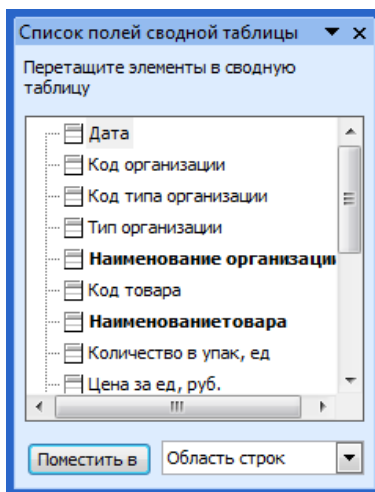 Список полей сводной таблицы
Перетащите элементы в сводную
таблицу
Дата
Код организации
Код типа организации
Тип организации
Наименование организации
Код товара
Наименованиетовара
Количество в упак, ед
Цена за ед, руб.
Поместить в
Область строк